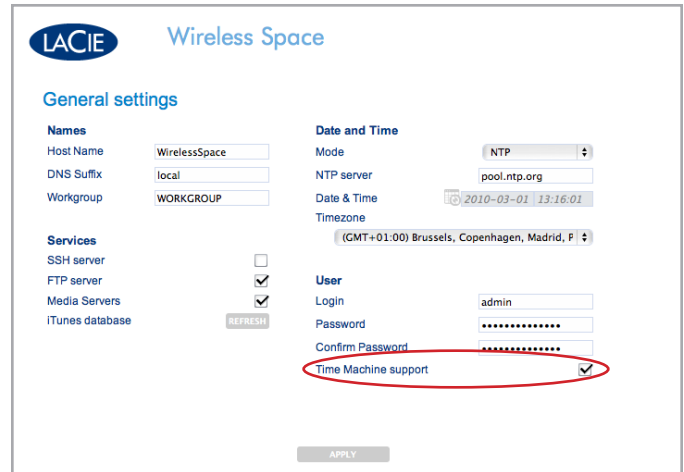 LACIE
Wireless Space
General settings
Names
Host Name WirelessSpace
DNS Suffix local
Workgroup WORKGROUP
Services
SSH server
FTP server
Media Servers
iTunes database REFRESH
Date and Time
Mode NTP
NTP server pool.ntp.org
Date & Time 2010-03-01 13:16:01
Timezone
(GMT+01:00) Brussels, Copenhagen, Madrid, P
User
Login admin
Password ••••••••••••••
Confirm Password ••••••••••••••
Time Machine support
APPLY